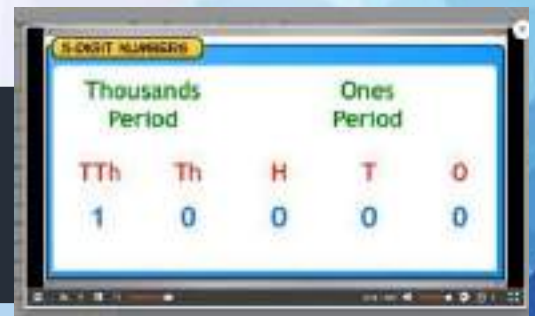 5-DIGIT NUMBERS
Thousands Ones
Period Period
TTh Th H T O
1 0 0 0 0